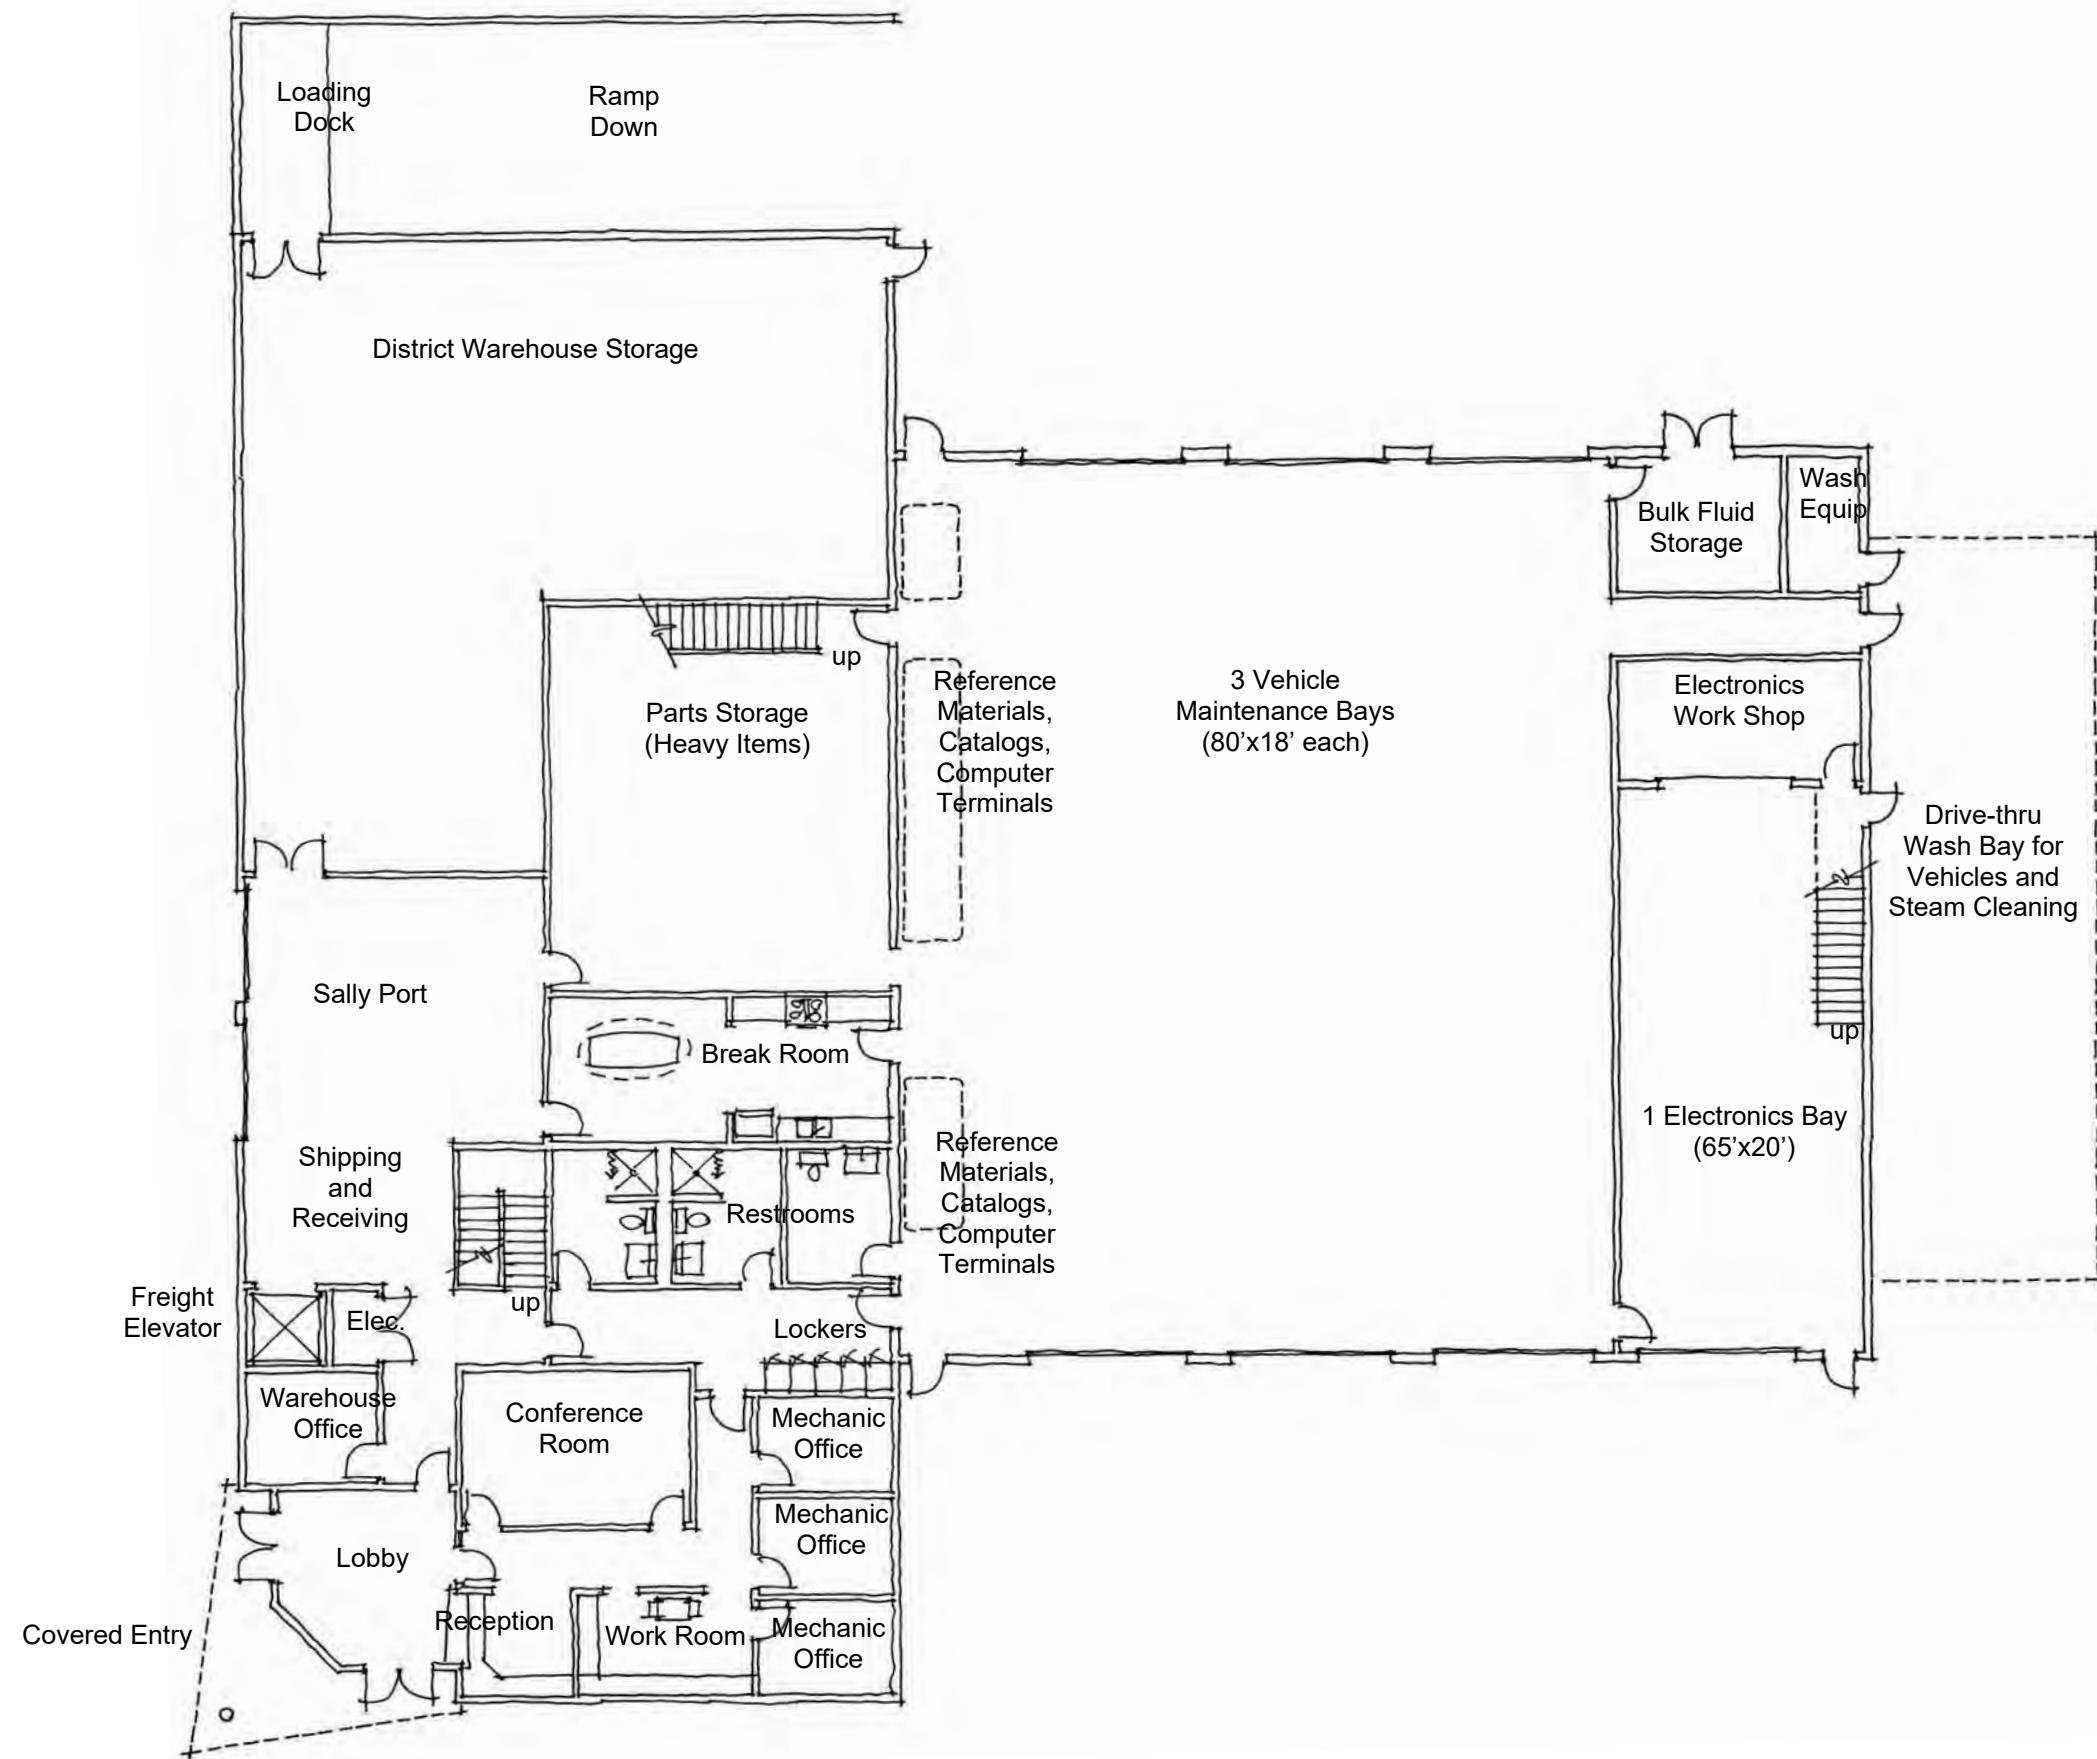 Loading
Dock
Ramp
Down
District Warehouse Storage
Wash
Equip
Bulk Fluid
Storage
up
Parts Storage
(Heavy Items)
Reference
Materials,
Catalogs,
Computer
Terminals
3 Vehicle
Maintenance Bays
(80’x18’ each)
Electronics
Work Shop
Drive-thru
Wash Bay for
Vehicles and
Steam Cleaning
up
Sally Port
Break Room
1 Electronics Bay
(65’x20’)
Shipping
and
Receiving
Restrooms
Reference
Materials,
Catalogs,
Computer
Terminals
Freight
Elevator
Elec.
up
Lockers
Warehouse
Office
Conference
Room
Mechanic
Office
Mechanic
Office
Lobby
Covered Entry
Reception
Work Room
Mechanic
Office